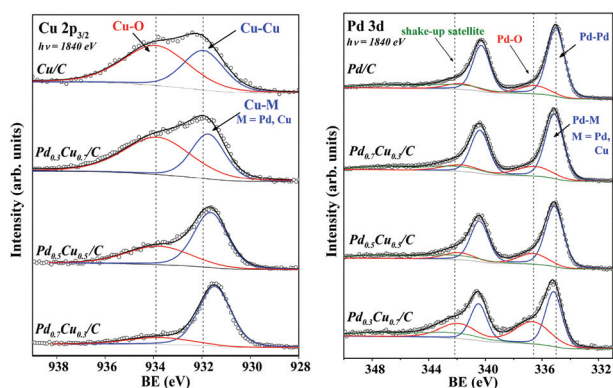 Cu 2p3/2
hν = 1840 eV
Cu/C
Cu–O
Cu–Cu
Cu–M
M = Pd, Cu
Pd0.3Cu0.7/C
Pd0.5Cu0.5/C
Pd0.7Cu0.3/C
Intensity (arb. units)
938 936 934 932 930 928
BE (eV)
Pd 3d
hν = 1840 eV
Pd/C
shake-up satellite
Pd-O
Pd-Pd
Pd-M
M = Pd,
Cu
Pd0.7Cu0.3/C
Pd0.5Cu0.5/C
Pd0.3Cu0.7/C
Intensity (arb. units)
348 344 340 336 332
BE (eV)